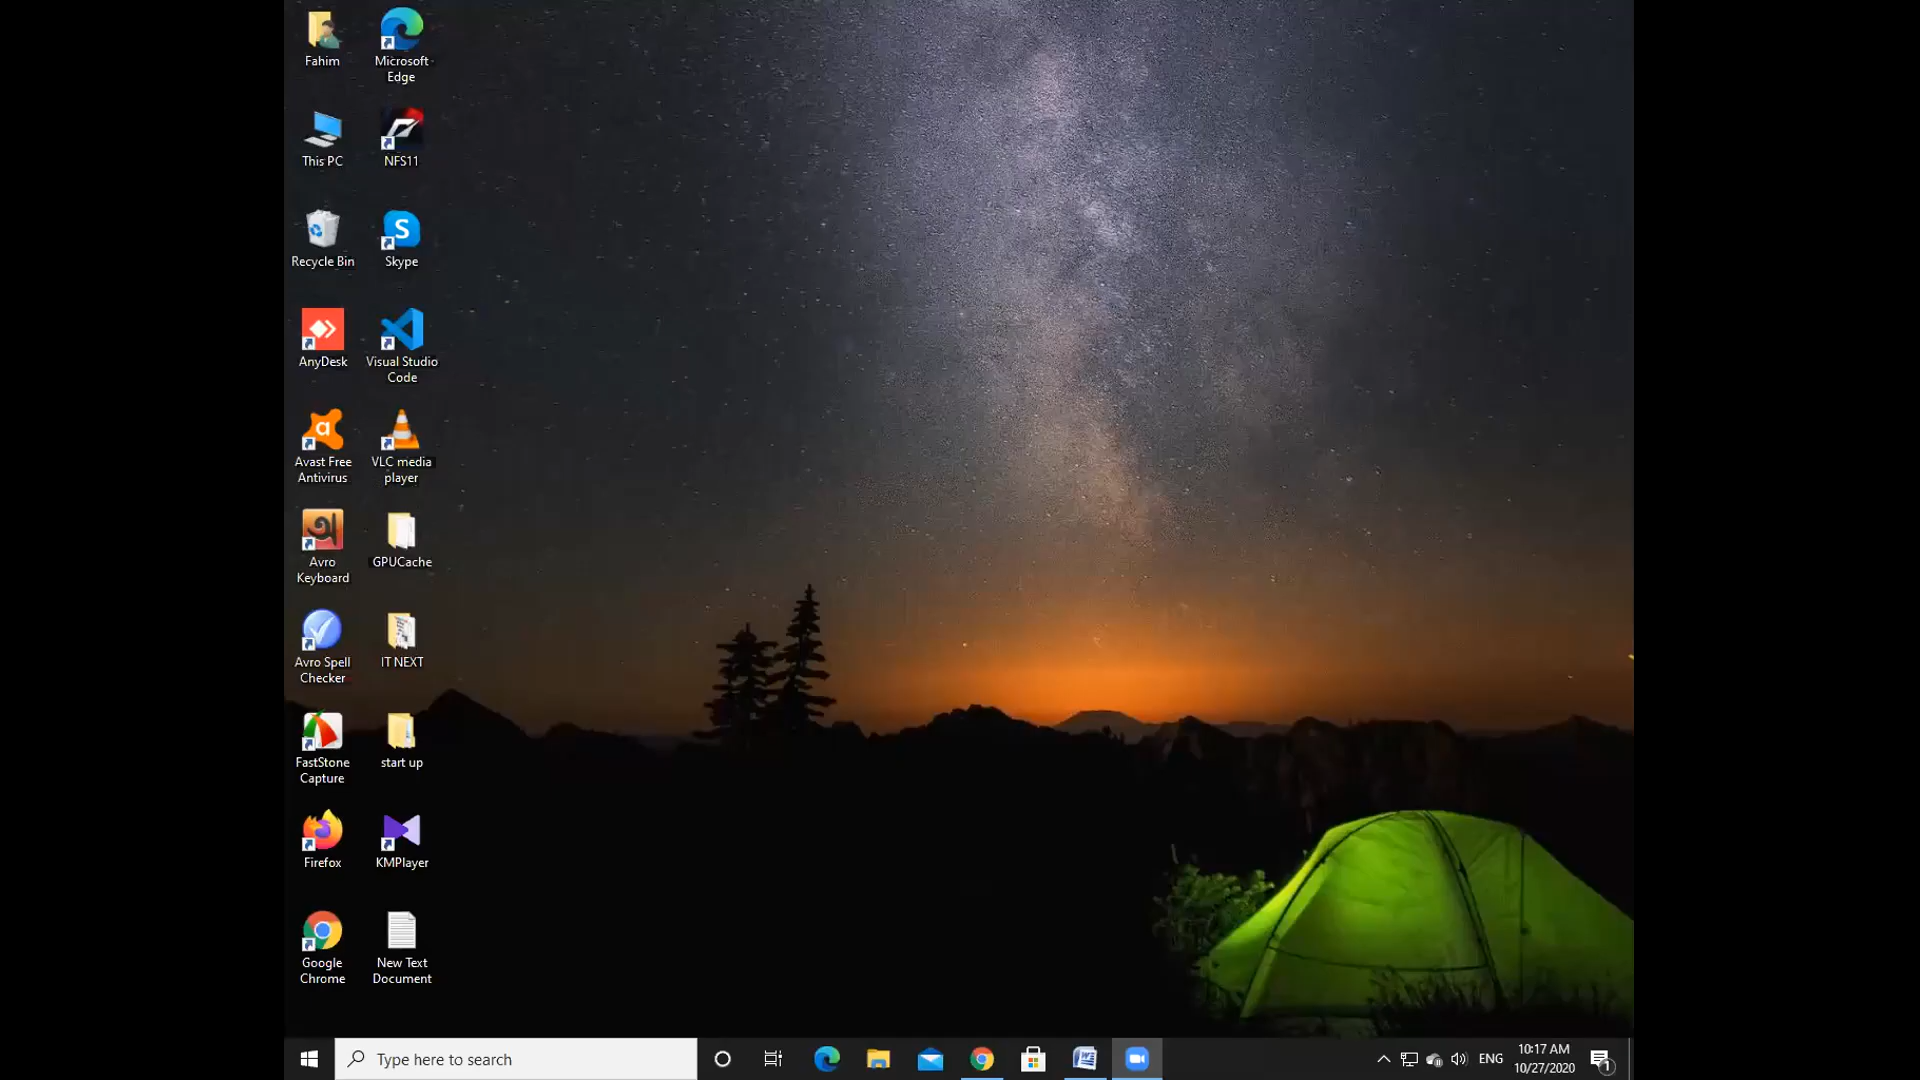 Fahim
Microsoft
Edge
This PC
NFS11
Recycle Bin
S
Skype
AnyDesk
Visual Studio
Code
a
Avast Free
Antivirus
VLC media
player
অ
Avro
Keyboard
GPUCache
Avro Spell
Checker
IT NEXT
FastStone
Capture
start up
Firefox
KMPlayer
Google
Chrome
New Text
Document
Type here to search
W
ENG
10:17 AM
10/27/2020
1